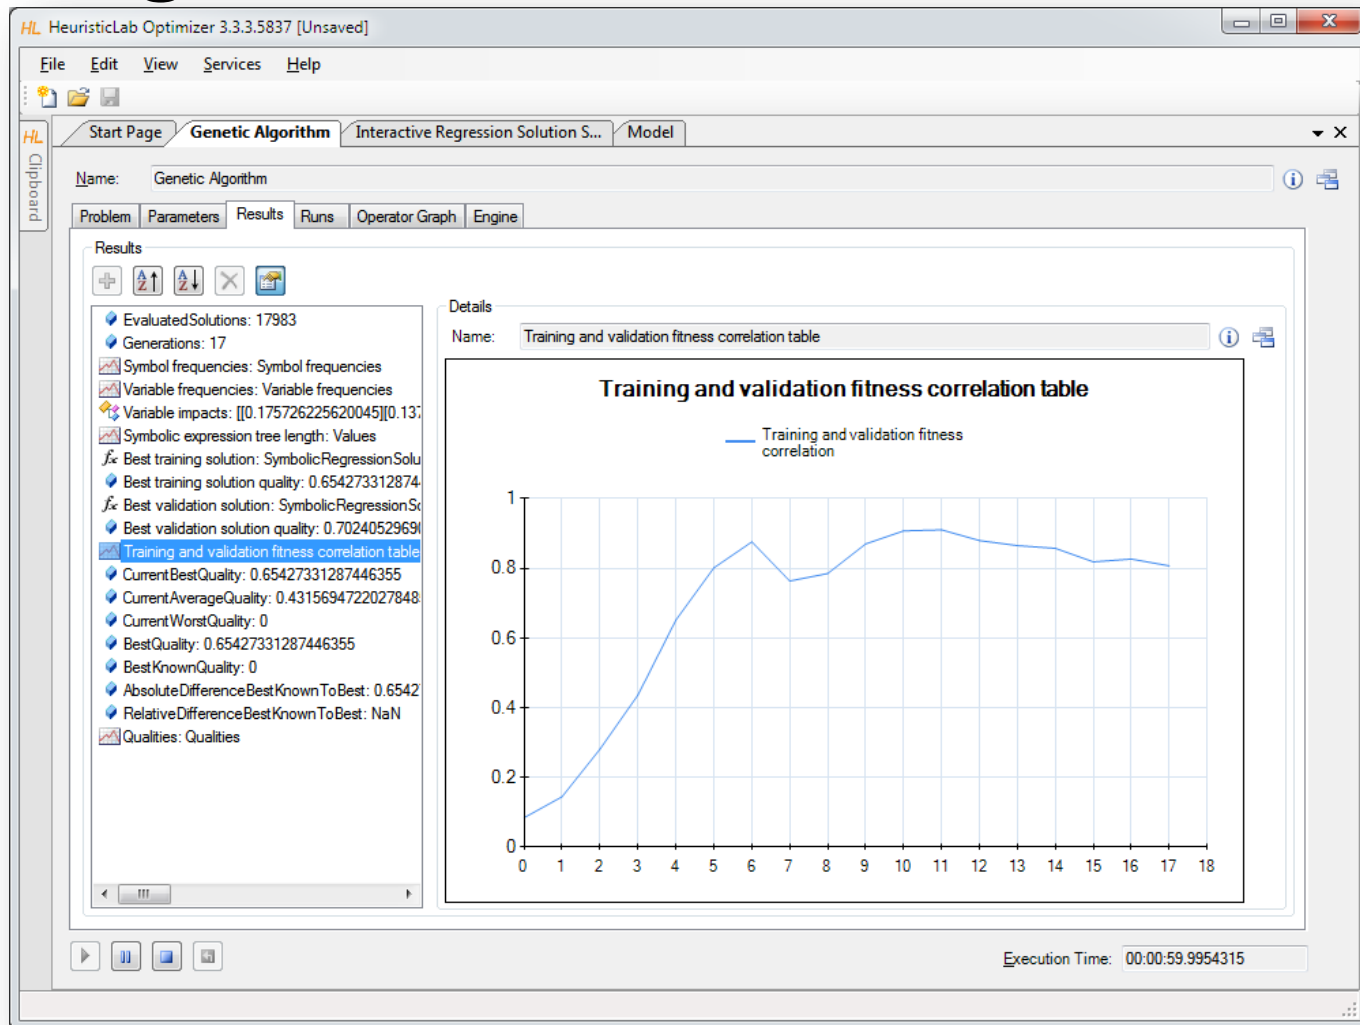 HL HeuristicLab Optimizer 3.3.3.5837 [Unsaved]
File Edit View Services Help
HL Clipboard
Start Page Genetic Algorithm Interactive Regression Solution S... Model
Name: Genetic Algorithm
Problem Parameters Results Runs Operator Graph Engine
Results
EvaluatedSolutions: 17983
Generations: 17
Symbol frequencies: Symbol frequencies
Variable frequencies: Variable frequencies
Variable impacts: [[0.175726225620045][0.137
Symbolic expression tree length: Values
Best training solution: SymbolicRegressionSolu
Best training solution quality: 0.6542733128744
Best validation solution: SymbolicRegressionSo
Best validation solution quality: 0.7024052969
Training and validation fitness correlation table
CurrentBestQuality: 0.65427331287446355
CurrentAverageQuality: 0.4315694722027848
CurrentWorstQuality: 0
BestQuality: 0.65427331287446355
BestKnownQuality: 0
AbsoluteDifferenceBestKnownToBest: 0.6542
RelativeDifferenceBestKnownToBest: NaN
Qualities: Qualities
Details
Name: Training and validation fitness correlation table
Training and validation fitness correlation table
Training and validation fitness
correlation
1
0.8
0.6
0.4
0.2
0
0 1 2 3 4 5 6 7 8 9 10 11 12 13 14 15 16 17 18
Execution Time: 00:00:59.9954315